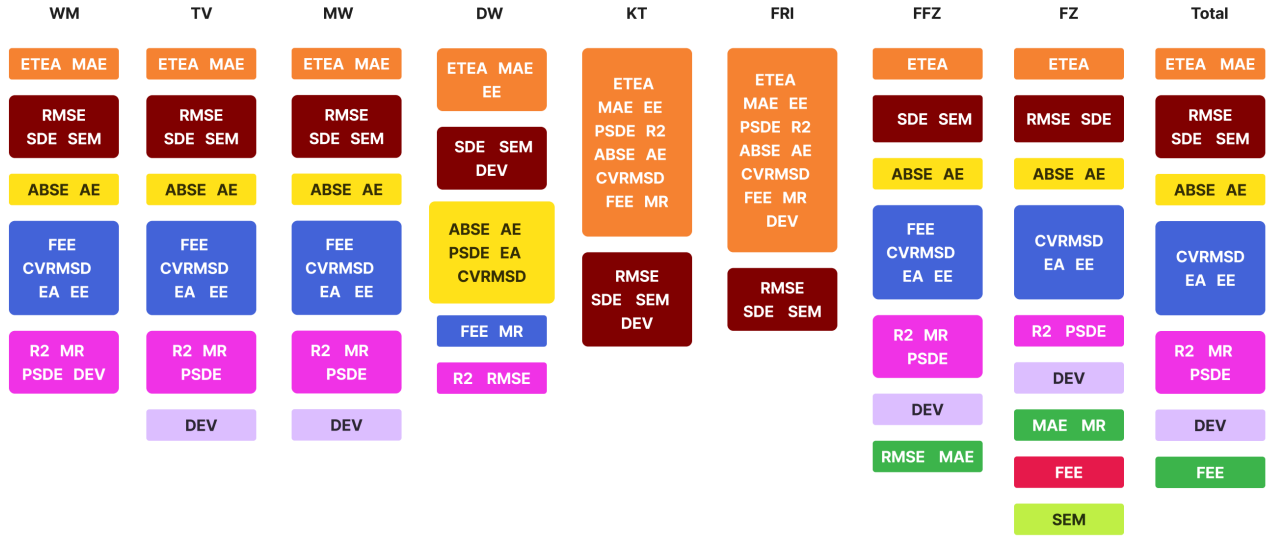 WM
TV
MW
DW
KT
FRI
FFZ
FZ
Total
ETEA MAE
RMSE
SDE SEM
ABSE AE
FEE
CVRMSD
EA EE
R2 MR
PSDE DEV
ETEA MAE
RMSE
SDE SEM
ABSE AE
FEE
CVRMSD
EA EE
R2 MR
PSDE
DEV
ETEA MAE
RMSE
SDE SEM
ABSE AE
FEE
CVRMSD
EA EE
R2 MR
PSDE
DEV
ETEA MAE
EE
SDE SEM
DEV
ABSE AE
PSDE EA
CVRMSD
FEE MR
R2 RMSE
ETEA
MAE EE
PSDE R2
ABSE AE
CVRMSD
FEE MR
RMSE
SDE SEM
DEV
ETEA
MAE EE
PSDE R2
ABSE AE
CVRMSD
FEE MR
DEV
RMSE
SDE SEM
ETEA
SDE SEM
ABSE AE
FEE
CVRMSD
EA EE
R2 MR
PSDE
DEV
RMSE MAE
ETEA
RMSE SDE
ABSE AE
CVRMSD
EA EE
R2 PSDE
DEV
MAE MR
FEE
SEM
ETEA MAE
RMSE
SDE SEM
ABSE AE
CVRMSD
EA EE
R2 MR
PSDE
DEV
FEE